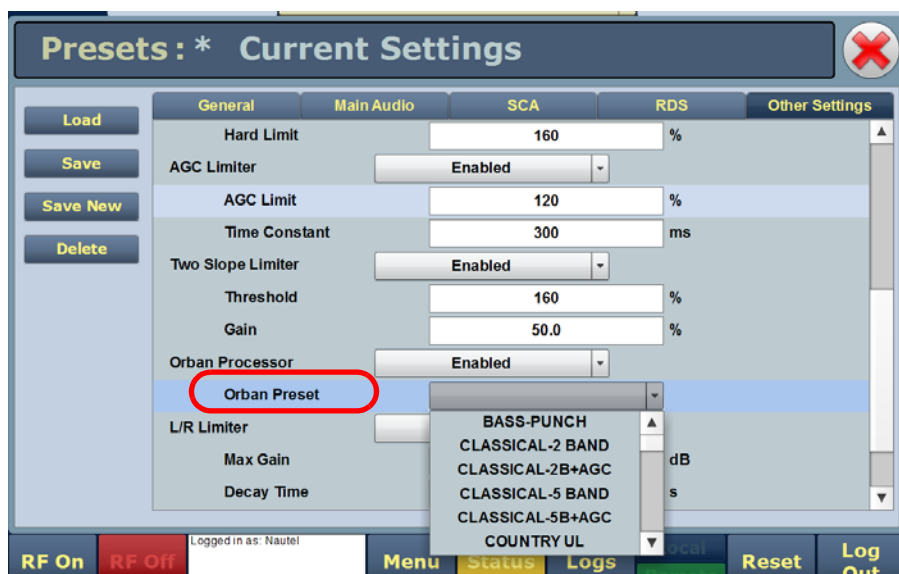 Presets:* Current Settings
General Main Audio SCA RDS Other Settings
Load
Save
Save New
Delete
Hard Limit 160 %
AGC Limiter Enabled
AGC Limit 120 %
Time Constant 300 ms
Two Slope Limiter Enabled
Threshold 160 %
Gain 50.0 %
Orban Processor Enabled
Orban Preset
BASS-PUNCH
CLASSICAL-2 BAND
CLASSICAL-2B+AGC
CLASSICAL-5 BAND
CLASSICAL-5B+AGC
COUNTRY UL
L/R Limiter
Max Gain dB
Decay Time s
RF On RF Off Logged in as: Nautel Menu Status Logs Reset Log Out